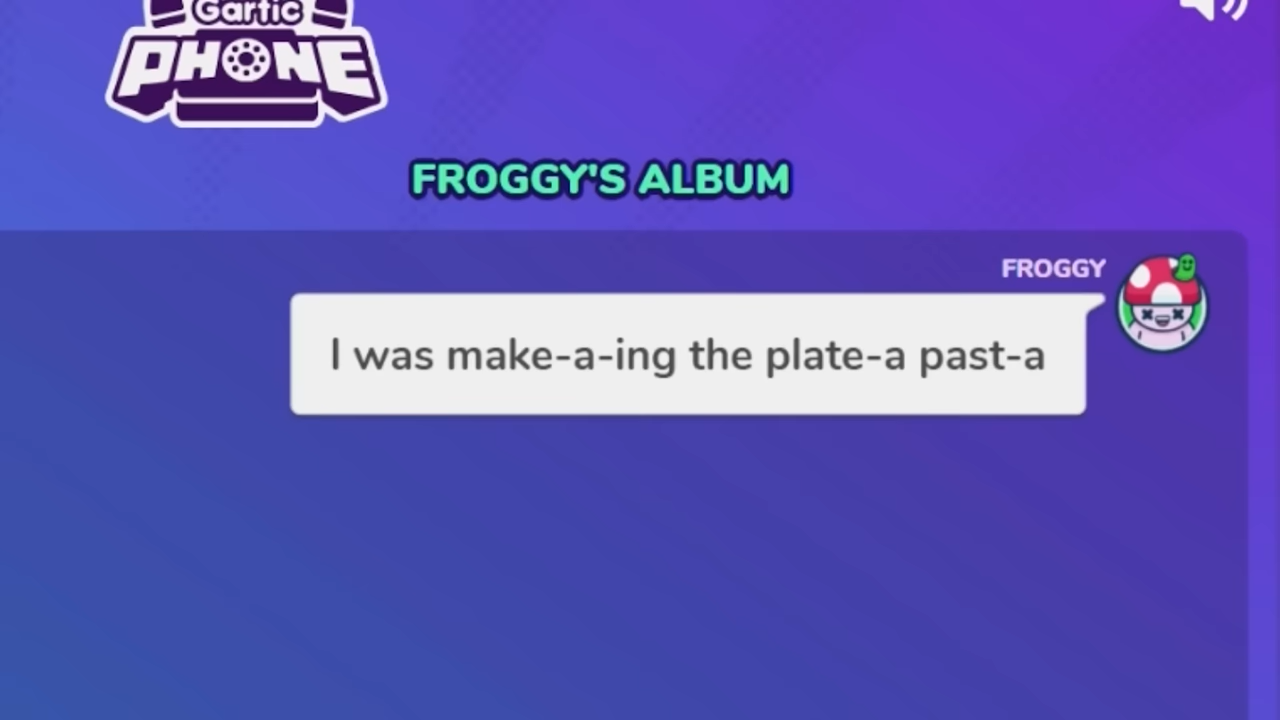 Gartic
PHONE
FROGGY'S ALBUM
FROGGY
I was make-a-ing the plate-a past-a